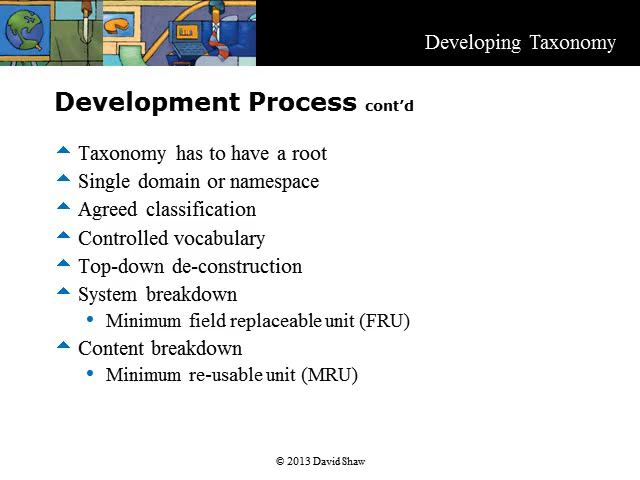 Developing Taxonomy
Development Process cont’d
Taxonomy has to have a root
Single domain or namespace
Agreed classification
Controlled vocabulary
Top-down de-construction
System breakdown
• Minimum field replaceable unit (FRU)
Content breakdown
• Minimum re-usable unit (MRU)
© 2013 David Shaw